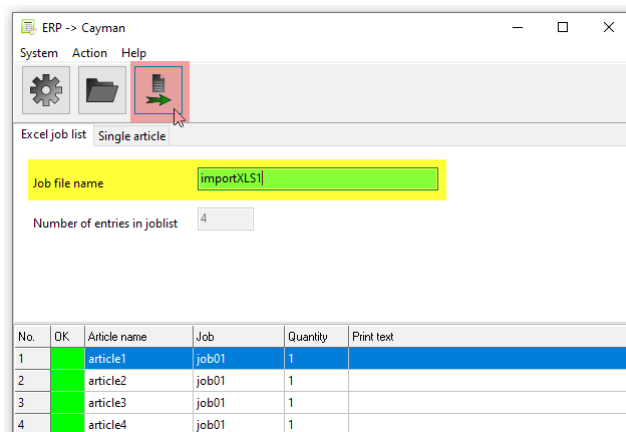 ERP -> Cayman
System Action Help
Excel job list Single article
Job file name importXLS1
Number of entries in joblist 4
No. OK Article name Job Quantity Print text
1 article1 job01 1
2 article2 job01 1
3 article3 job01 1
4 article4 job01 1